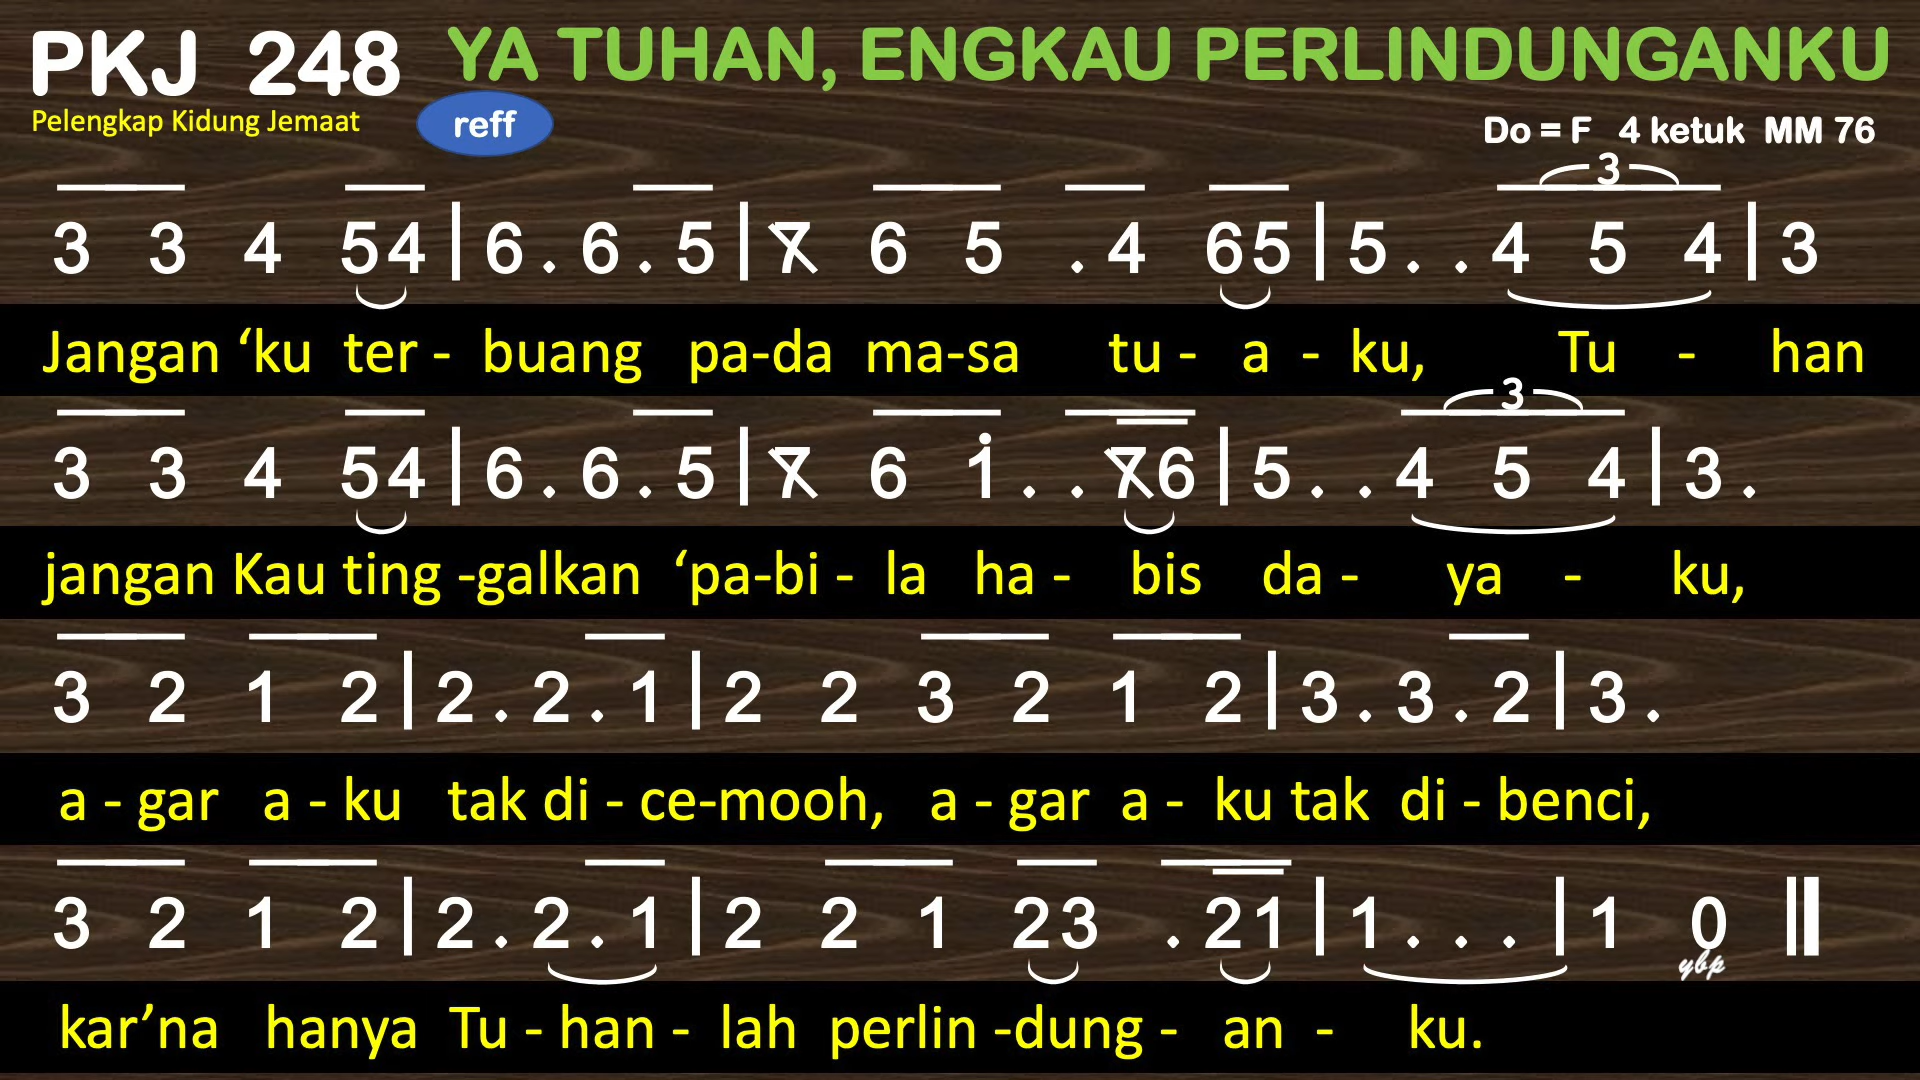 PKJ 248 YA TUHAN, ENGKAU PERLINDUNGANKU
Pelengkap Kidung Jemaat
reff
Do = F 4 ketuk MM 76
3
3 3 4 54 | 6 . 6 . 5 | 7̸ 6 5 . 4 65 | 5 . . 4 5 4 | 3
Jangan ‘ku ter - buang pa-da ma-sa tu - a - ku, Tu - han
3
3 3 4 54 | 6 . 6 . 5 | 7̸ 6 1̇ . . 7̸6 | 5 . . 4 5 4 | 3 .
jangan Kau ting -galkan ‘pa-bi - la ha - bis da - ya - ku,
3 2 1 2 | 2 . 2 . 1 | 2 2 3 2 1 2 | 3 . 3 . 2 | 3 .
a - gar a - ku tak di - ce-mooh, a - gar a - ku tak di - benci,
3 2 1 2 | 2 . 2 . 1 | 2 2 1 23 . 21 | 1 . . . | 1 0 ||
ybp
kar’na hanya Tu - han - lah perlin -dung - an - ku.